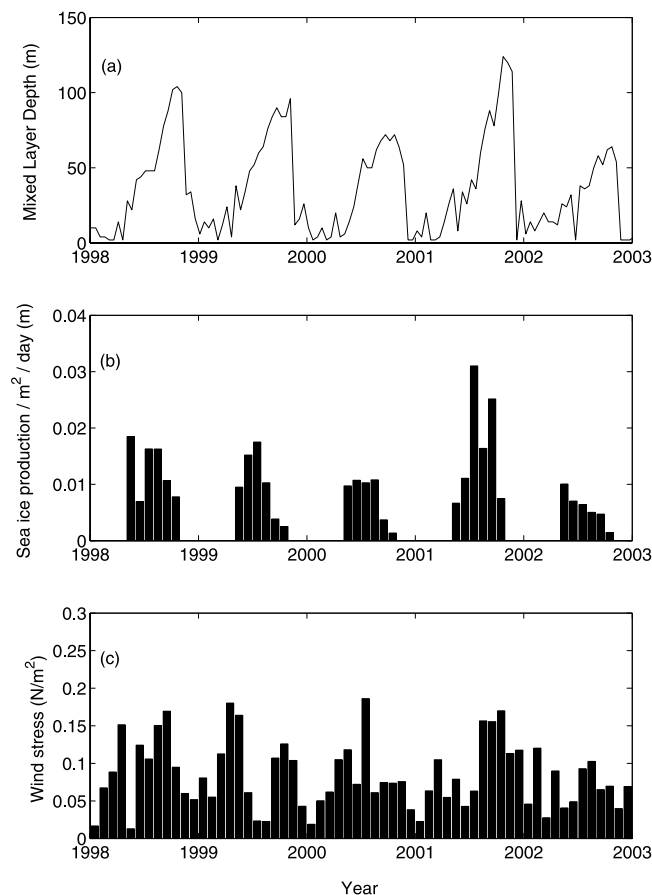 150
100
50
0
Mixed Layer Depth (m)
(a)
1998 1999 2000 2001 2002 2003
0.04
0.03
0.02
0.01
0
Sea ice production / m² / day (m)
(b)
1998 1999 2000 2001 2002 2003
0.3
0.25
0.2
0.15
0.1
0.05
0
Wind stress (N/m²)
(c)
1998 1999 2000 2001 2002 2003
Year